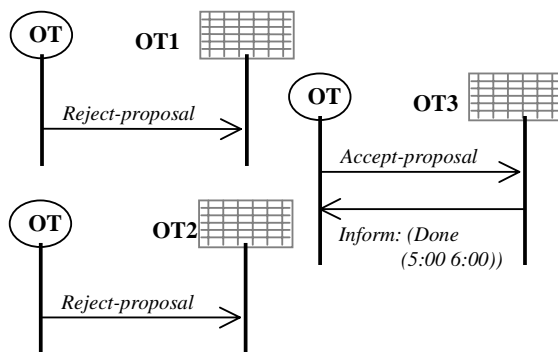 OT
OT1
Reject-proposal
OT
OT3
Accept-proposal
Inform: (Done
(5:00 6:00))
OT
OT2
Reject-proposal